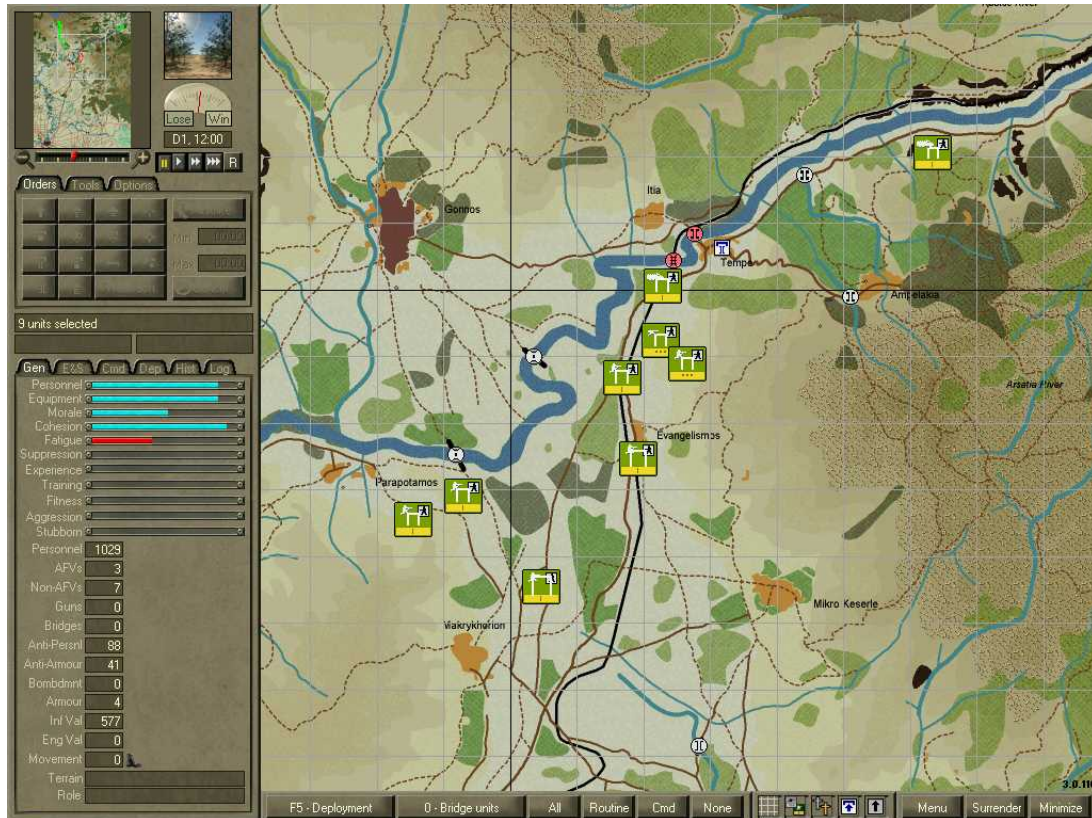 Lose
Win
D1, 12:00
R
Orders
Tools
Options
Min
Max
9 units selected
Gen
E&S
Cmd
Dep
Hist
Log
Personnel
Equipment
Morale
Cohesion
Fatigue
Suppression
Experience
Training
Fitness
Aggression
Stubborn
Personnel 1029
AFVs 3
Non-AFVs 7
Guns 0
Bridges 0
Anti-Persnl 88
Anti-Armour 41
Bombdmnt 0
Armour 4
Inf Val 577
Eng Val 0
Movement 0
Terrain
Role
Gonnos
Itia
Tempe
Ampelakia
Arsatia River
Evangelismos
Parapotamos
Makrykherion
Mikro Keserle
F5 - Deployment
0 - Bridge units
All
Routine
Cmd
None
Menu
Surrender
Minimize